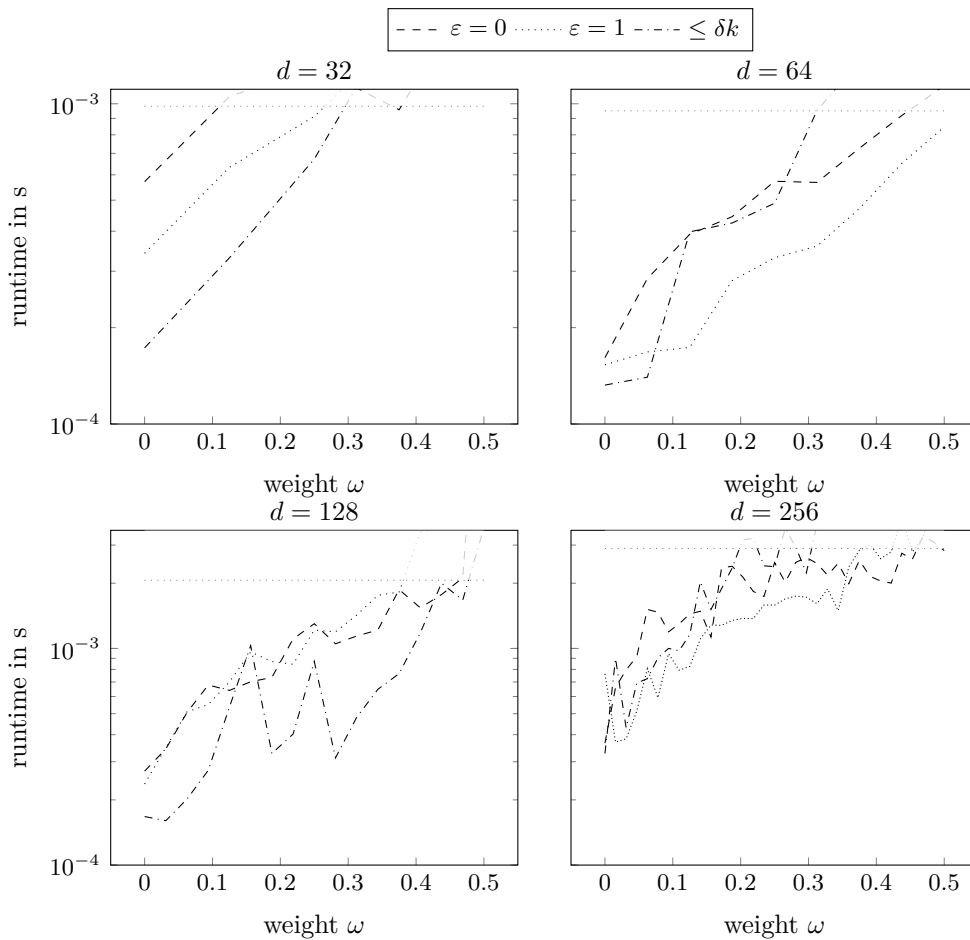 ε = 0 ε = 1 ≤ δk
d = 32 d = 64
10⁻³
10⁻⁴
runtime in s
0 0.1 0.2 0.3 0.4 0.5 0 0.1 0.2 0.3 0.4 0.5
weight ω weight ω
d = 128 d = 256
10⁻³
10⁻⁴
runtime in s
0 0.1 0.2 0.3 0.4 0.5 0 0.1 0.2 0.3 0.4 0.5
weight ω weight ω